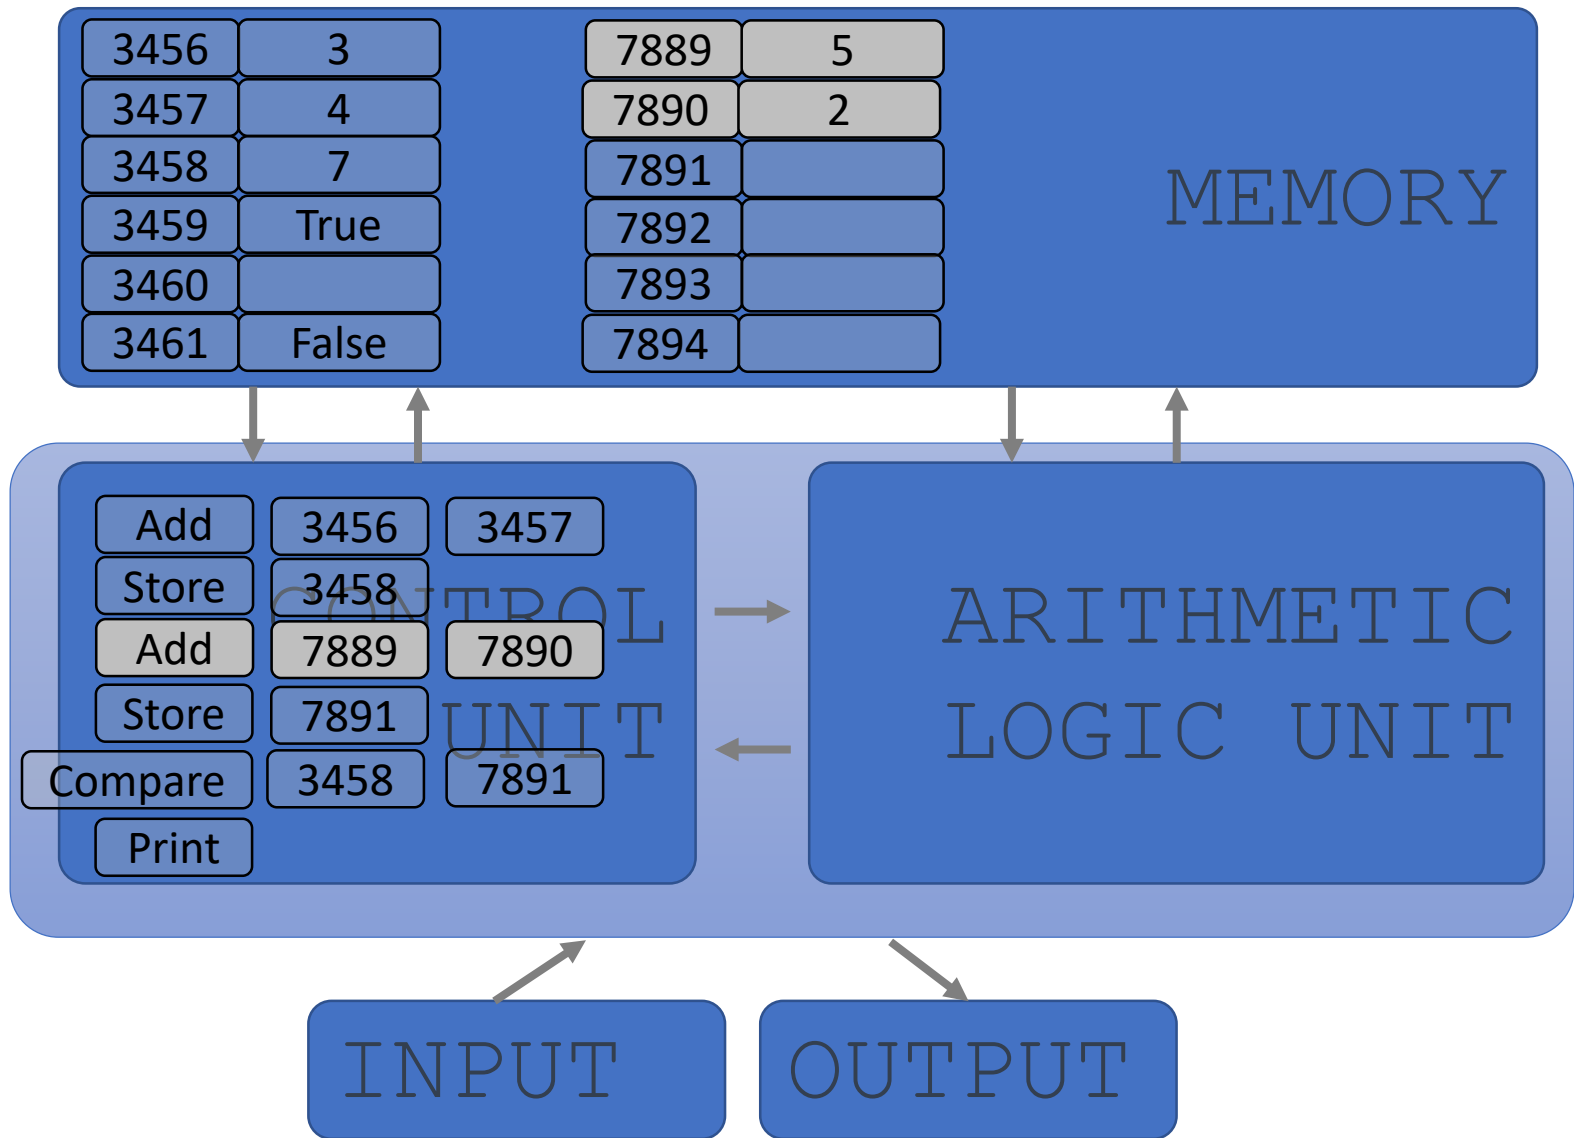 3456 3 7889 5
3457 4 7890 2
3458 7 7891
3459 True 7892
3460 7893
3461 False 7894
MEMORY
Add 3456 3457
Store 3458
Add 7889 7890
Store 7891
Compare 3458 7891
Print
CONTROL
UNIT
ARITHMETIC
LOGIC UNIT
INPUT
OUTPUT